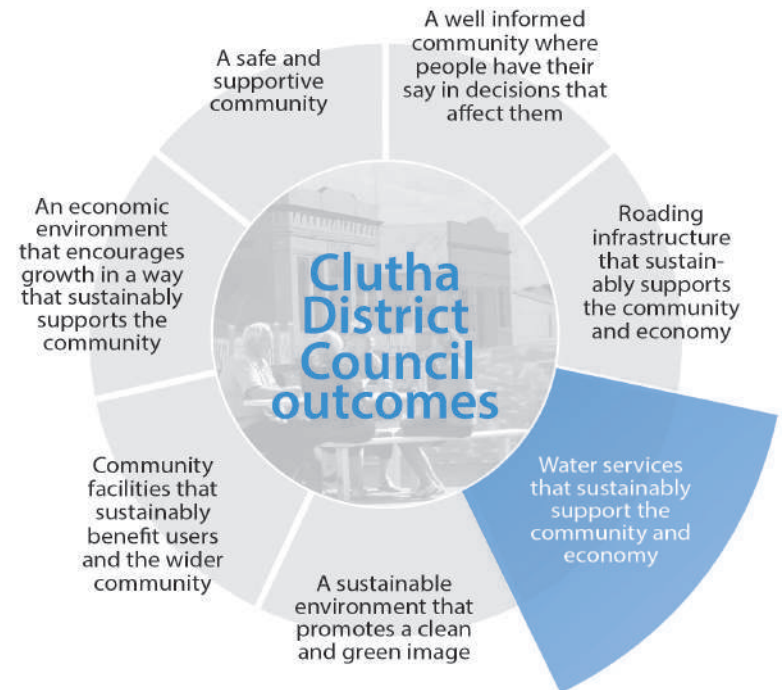 A safe and
supportive
community
A well informed
community where
people have their
say in decisions that
affect them
Roading
infrastructure
that sustain-
ably supports
the community
and economy
Water services
that sustainably
support the
community and
economy
A sustainable
environment that
promotes a clean
and green image
Community
facilities that
sustainably
benefit users
and the wider
community
An economic
environment
that encourages
growth in a way
that sustainably
supports the
community
Clutha
District
Council
outcomes